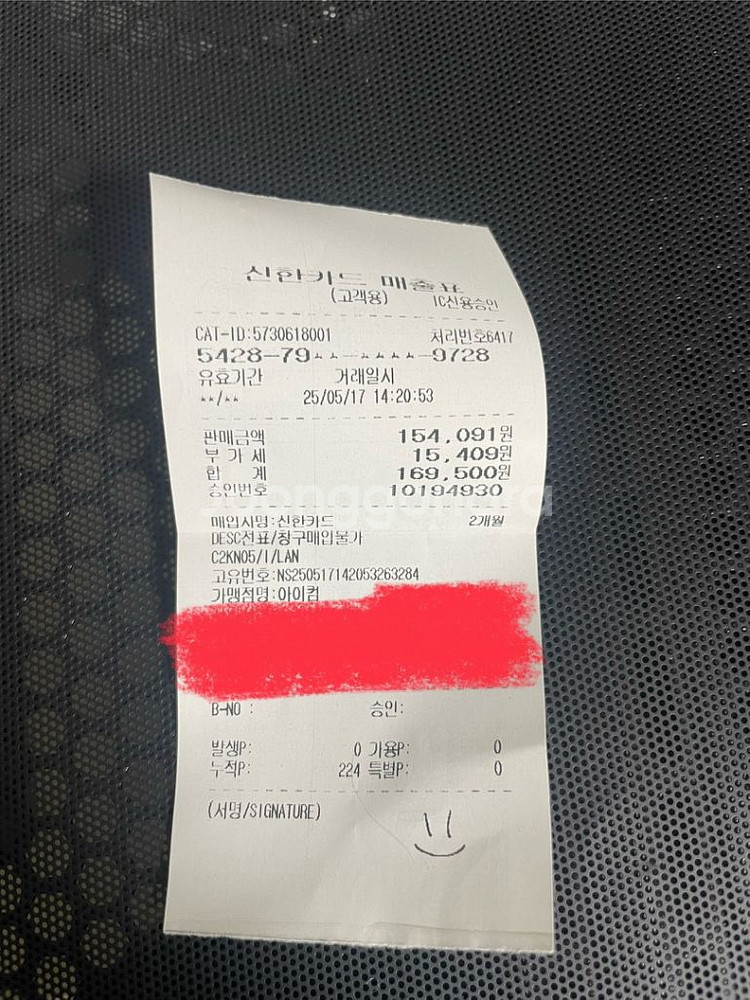 신한카드 매출표
(고객용) IC신용승인
CAT-ID:5730618001 처리번호6417
5428-79**-****-9728
유효기간 거래일시
**/** 25/05/17 14:20:53
판매금액 154,091원
부 가 세 15,409원
합 계 169,500원
승인번호 10194930
매입사명:신한카드 2개월
DESC전표/청구매입불가
C2KN05/I/LAN
고유번호:NS250517142053263284
가맹점명:아이컴
B-NO : 승인:
발생P: 0 가용P: 0
누적P: 224 특별P: 0
(서명/SIGNATURE)